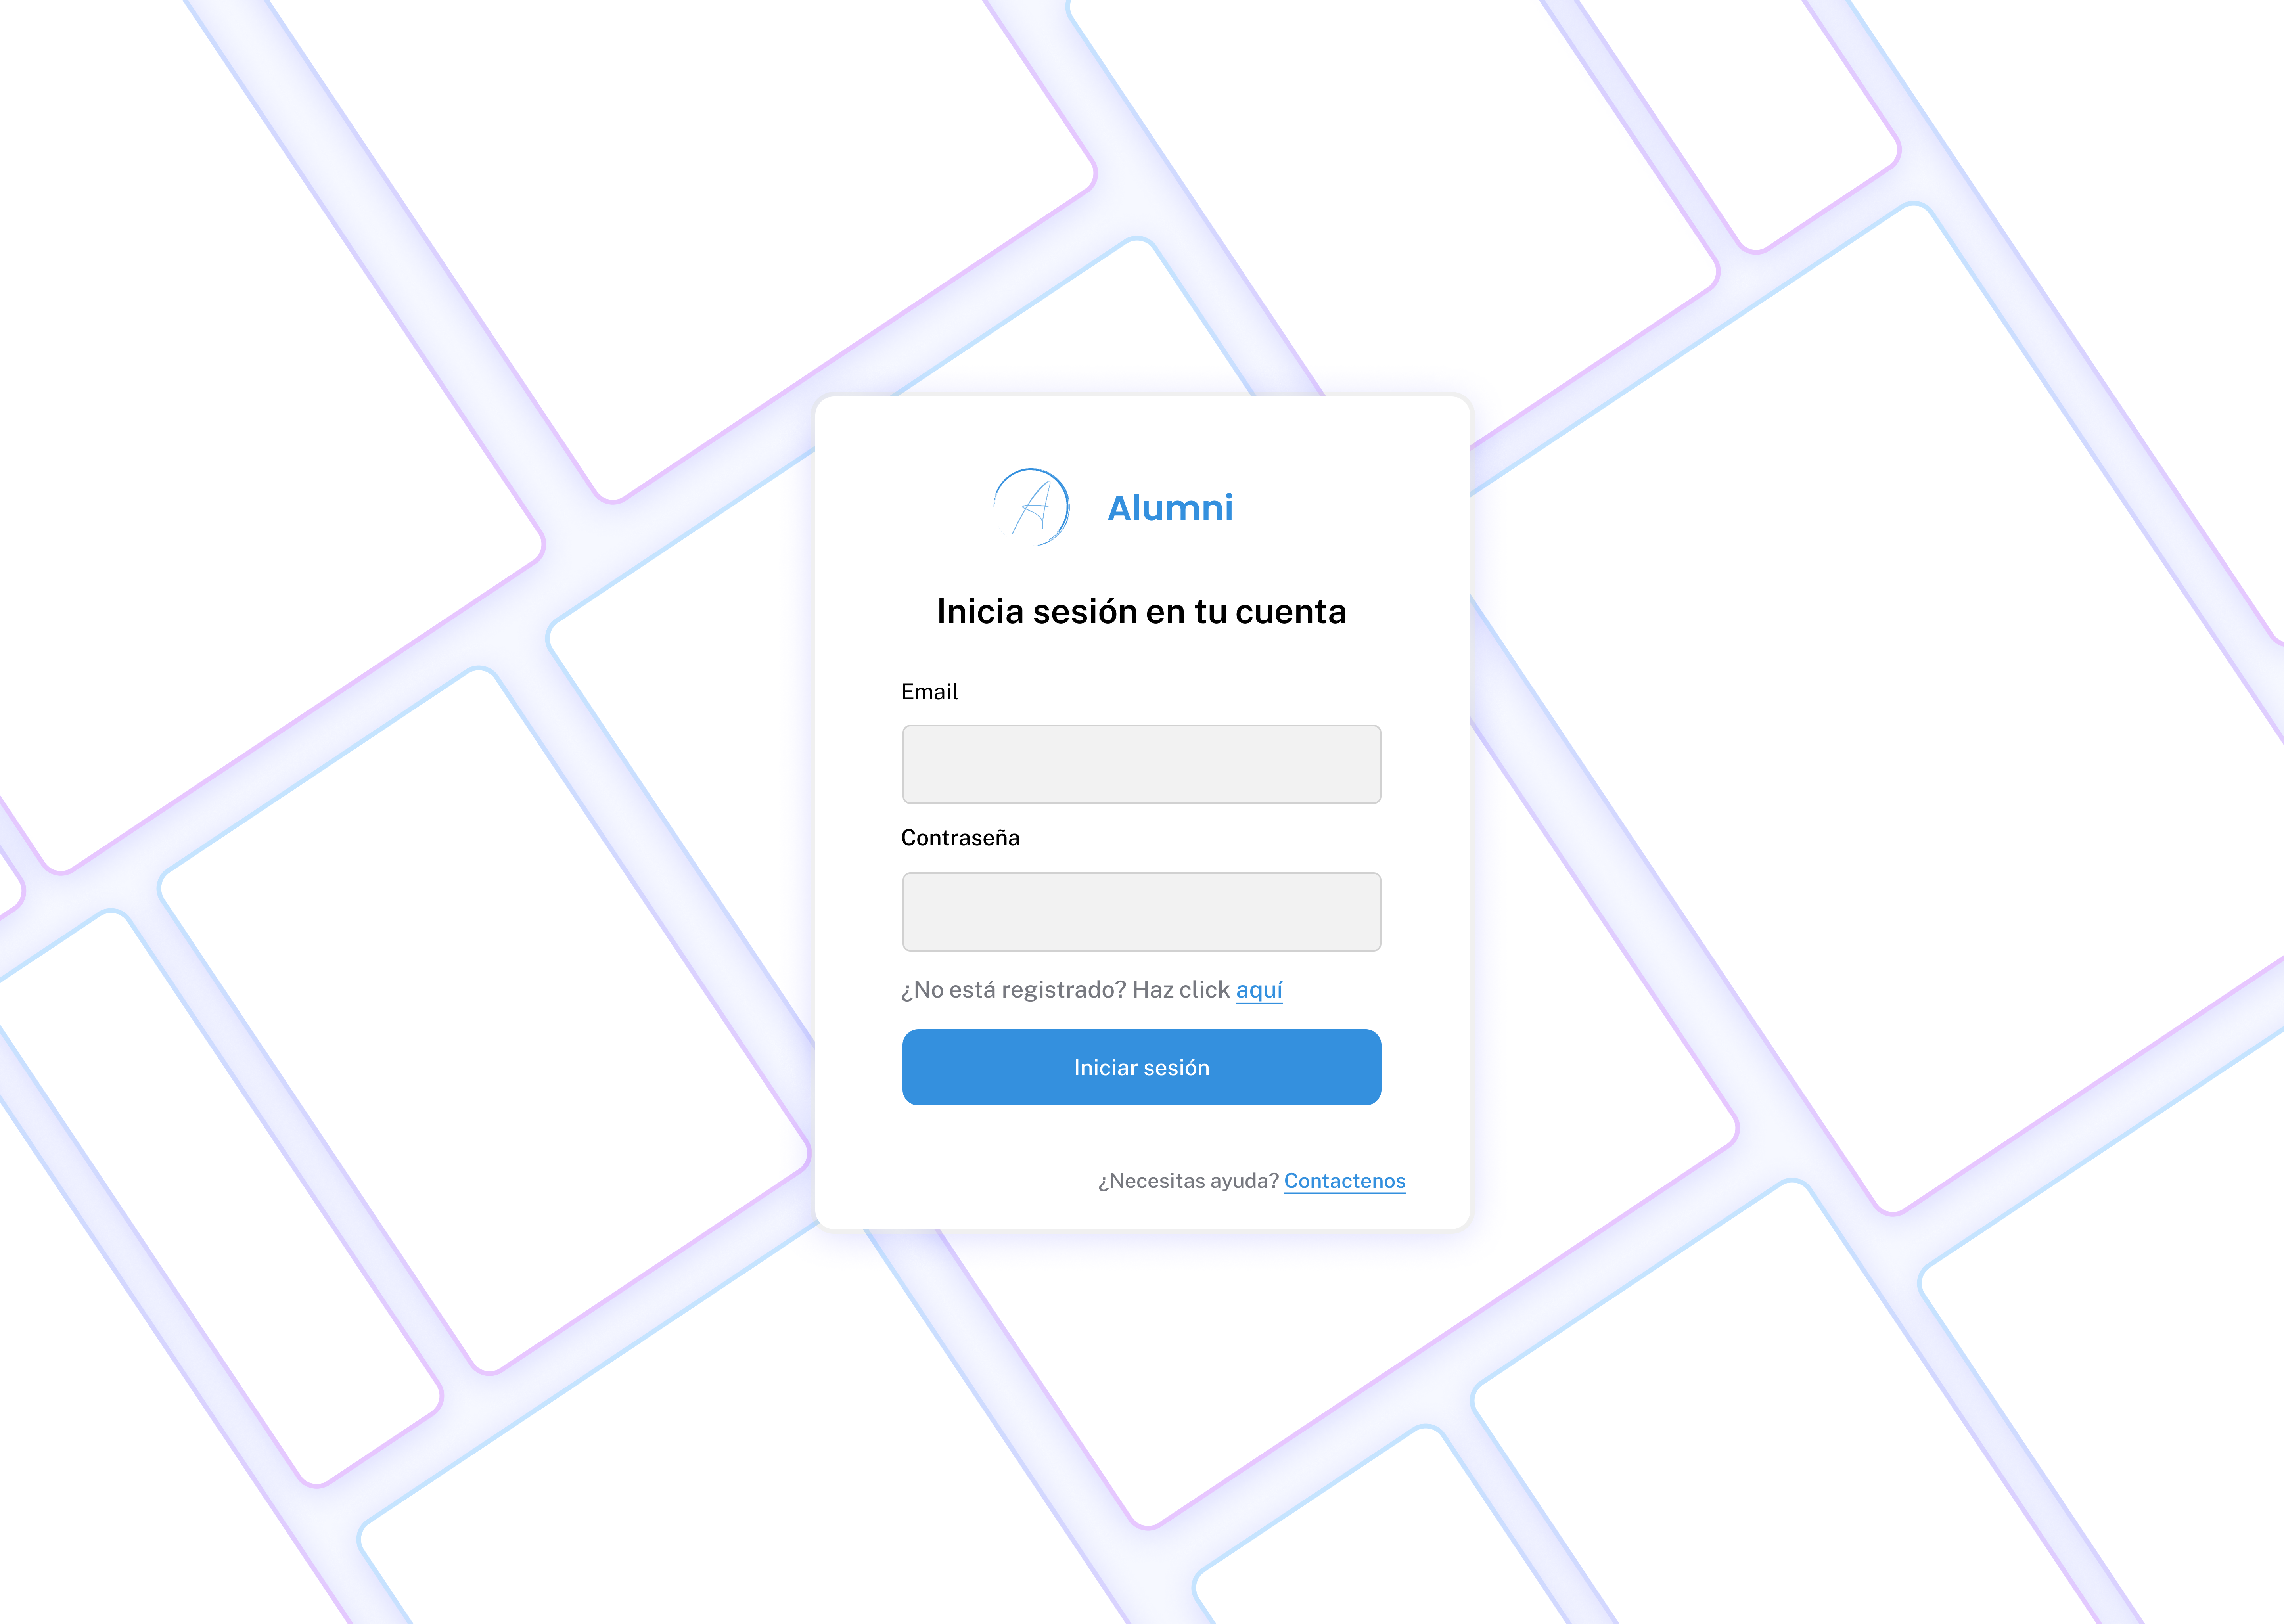 A
Alumni
Inicia sesión en tu cuenta
Email
Contraseña
¿No está registrado? Haz click aquí
Iniciar sesión
¿Necesitas ayuda? Contactenos